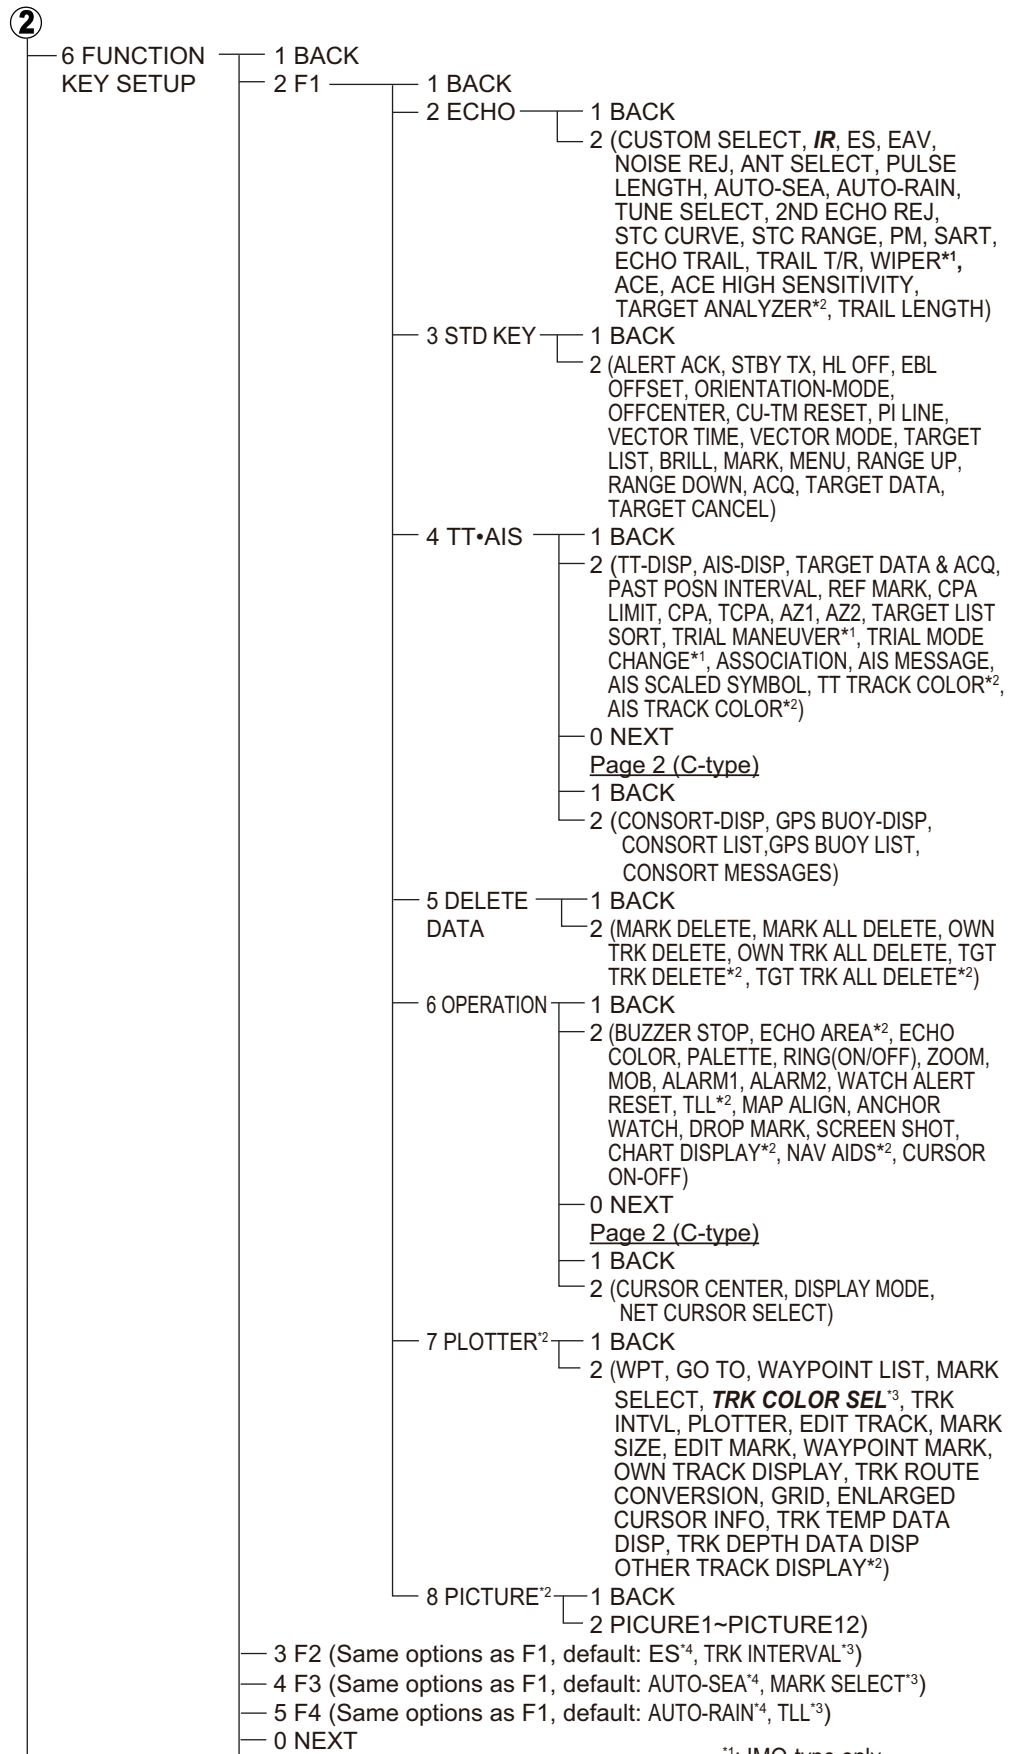 2
6 FUNCTION 1 BACK
KEY SETUP 2 F1 1 BACK
2 ECHO 1 BACK
2 (CUSTOM SELECT, IR, ES, EAV,
NOISE REJ, ANT SELECT, PULSE
LENGTH, AUTO-SEA, AUTO-RAIN,
TUNE SELECT, 2ND ECHO REJ,
STC CURVE, STC RANGE, PM, SART,
ECHO TRAIL, TRAIL T/R, WIPER*1,
ACE, ACE HIGH SENSITIVITY,
TARGET ANALYZER*2, TRAIL LENGTH)
3 STD KEY 1 BACK
2 (ALERT ACK, STBY TX, HL OFF, EBL
OFFSET, ORIENTATION-MODE,
OFFCENTER, CU-TM RESET, PI LINE,
VECTOR TIME, VECTOR MODE, TARGET
LIST, BRILL, MARK, MENU, RANGE UP,
RANGE DOWN, ACQ, TARGET DATA,
TARGET CANCEL)
4 TT•AIS 1 BACK
2 (TT-DISP, AIS-DISP, TARGET DATA & ACQ,
PAST POSN INTERVAL, REF MARK, CPA
LIMIT, CPA, TCPA, AZ1, AZ2, TARGET LIST
SORT, TRIAL MANEUVER*1, TRIAL MODE
CHANGE*1, ASSOCIATION, AIS MESSAGE,
AIS SCALED SYMBOL, TT TRACK COLOR*2,
AIS TRACK COLOR*2)
0 NEXT
Page 2 (C-type)
1 BACK
2 (CONSORT-DISP, GPS BUOY-DISP,
CONSORT LIST,GPS BUOY LIST,
CONSORT MESSAGES)
5 DELETE 1 BACK
DATA 2 (MARK DELETE, MARK ALL DELETE, OWN
TRK DELETE, OWN TRK ALL DELETE, TGT
TRK DELETE*2 , TGT TRK ALL DELETE*2)
6 OPERATION 1 BACK
2 (BUZZER STOP, ECHO AREA*2, ECHO
COLOR, PALETTE, RING(ON/OFF), ZOOM,
MOB, ALARM1, ALARM2, WATCH ALERT
RESET, TLL*2, MAP ALIGN, ANCHOR
WATCH, DROP MARK, SCREEN SHOT,
CHART DISPLAY*2, NAV AIDS*2, CURSOR
ON-OFF)
0 NEXT
Page 2 (C-type)
1 BACK
2 (CURSOR CENTER, DISPLAY MODE,
NET CURSOR SELECT)
7 PLOTTER*2 1 BACK
2 (WPT, GO TO, WAYPOINT LIST, MARK
SELECT, TRK COLOR SEL*3, TRK
INTVL, PLOTTER, EDIT TRACK, MARK
SIZE, EDIT MARK, WAYPOINT MARK,
OWN TRACK DISPLAY, TRK ROUTE
CONVERSION, GRID, ENLARGED
CURSOR INFO, TRK TEMP DATA
DISP, TRK DEPTH DATA DISP
OTHER TRACK DISPLAY*2)
8 PICTURE*2 1 BACK
2 PICURE1~PICTURE12)
3 F2 (Same options as F1, default: ES*4, TRK INTERVAL*3)
4 F3 (Same options as F1, default: AUTO-SEA*4, MARK SELECT*3)
5 F4 (Same options as F1, default: AUTO-RAIN*4, TLL*3)
0 NEXT
*1: IMO-type only